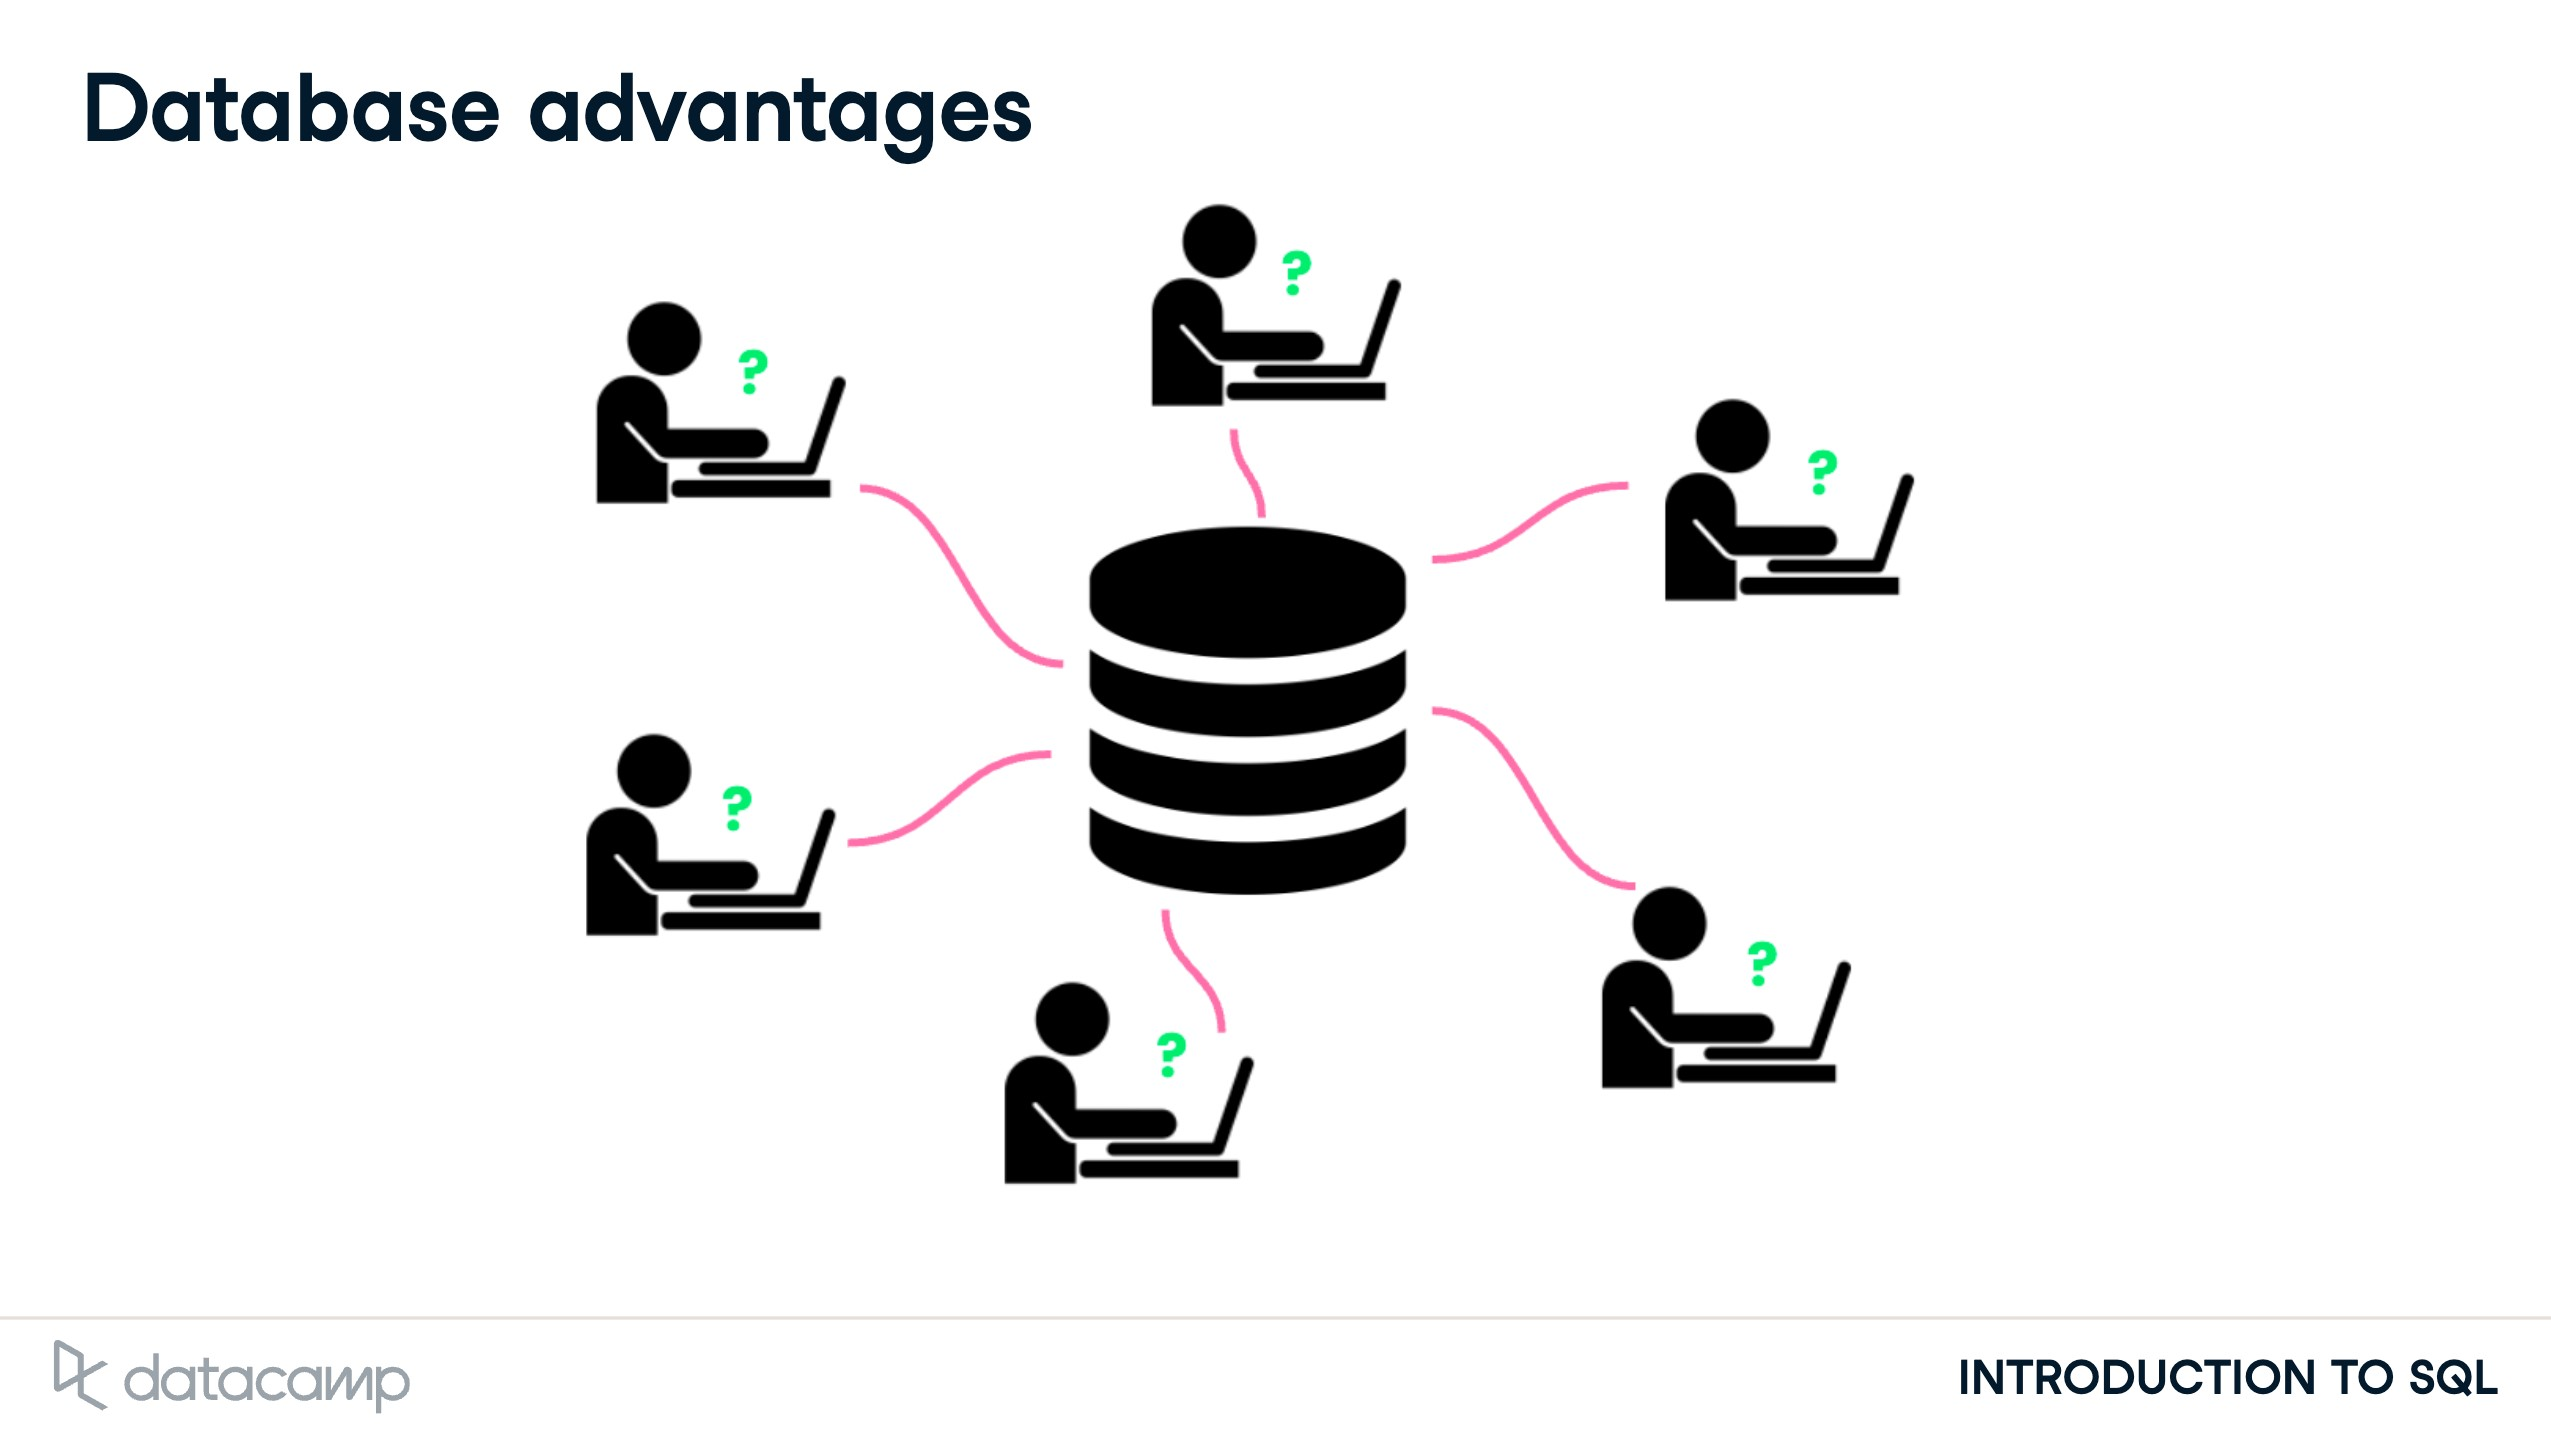 Database advantages
?
?
?
?
?
?
datacamp
INTRODUCTION TO SQL